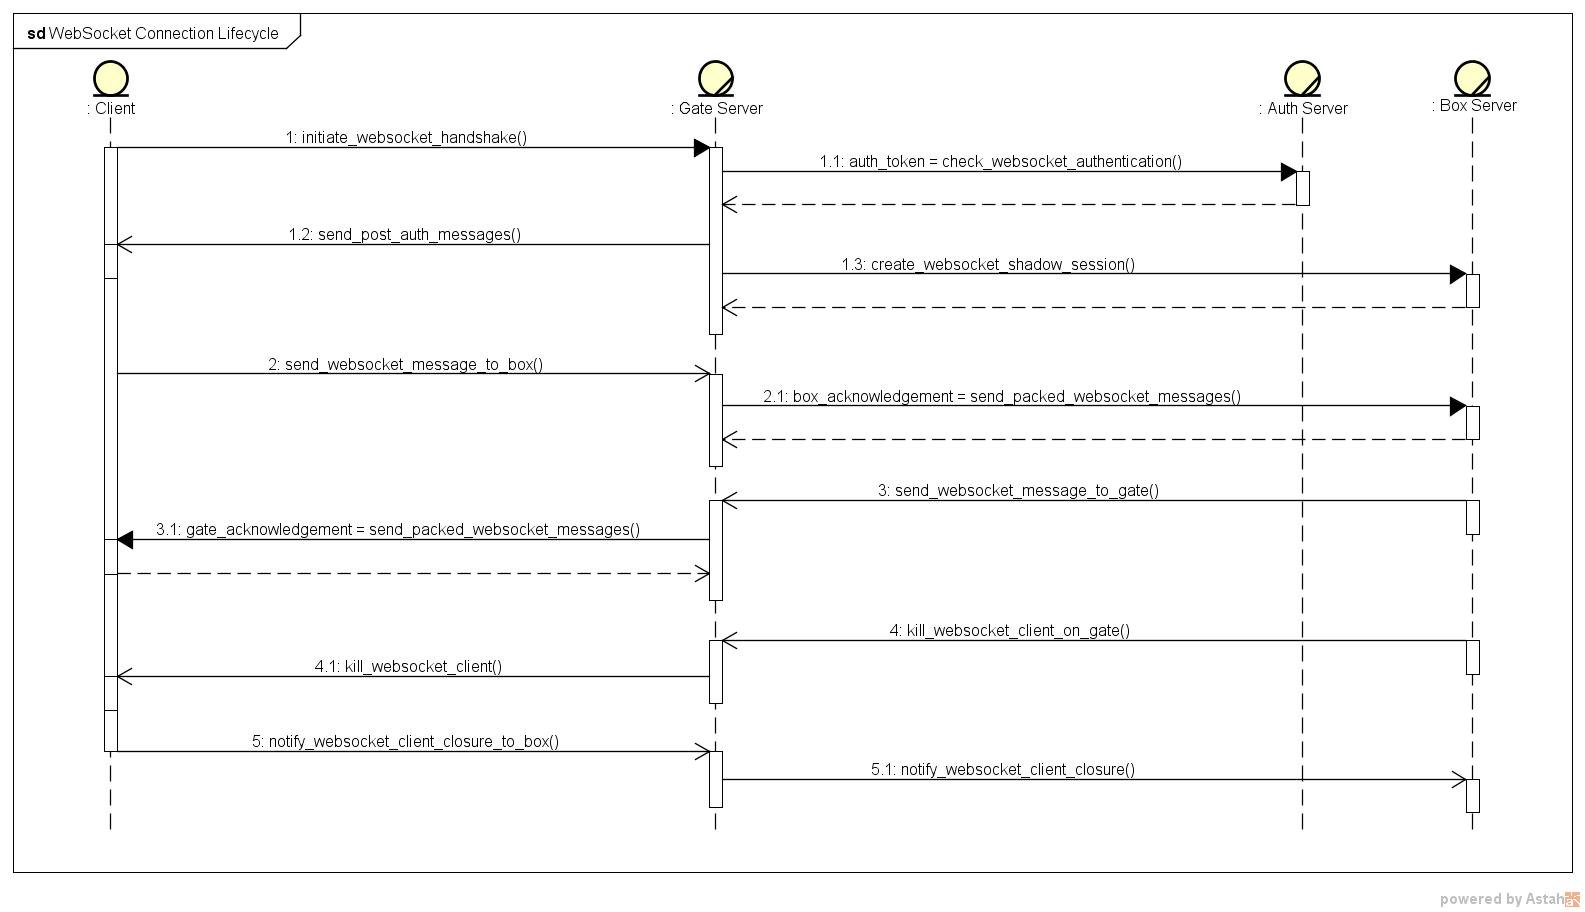 sd WebSocket Connection Lifecycle
: Client
: Gate Server
: Auth Server
: Box Server
1: initiate_websocket_handshake()
1.1: auth_token = check_websocket_authentication()
1.2: send_post_auth_messages()
1.3: create_websocket_shadow_session()
2: send_websocket_message_to_box()
2.1: box_acknowledgement = send_packed_websocket_messages()
3: send_websocket_message_to_gate()
3.1: gate_acknowledgement = send_packed_websocket_messages()
4: kill_websocket_client_on_gate()
4.1: kill_websocket_client()
5: notify_websocket_client_closure_to_box()
5.1: notify_websocket_client_closure()
powered by Astah